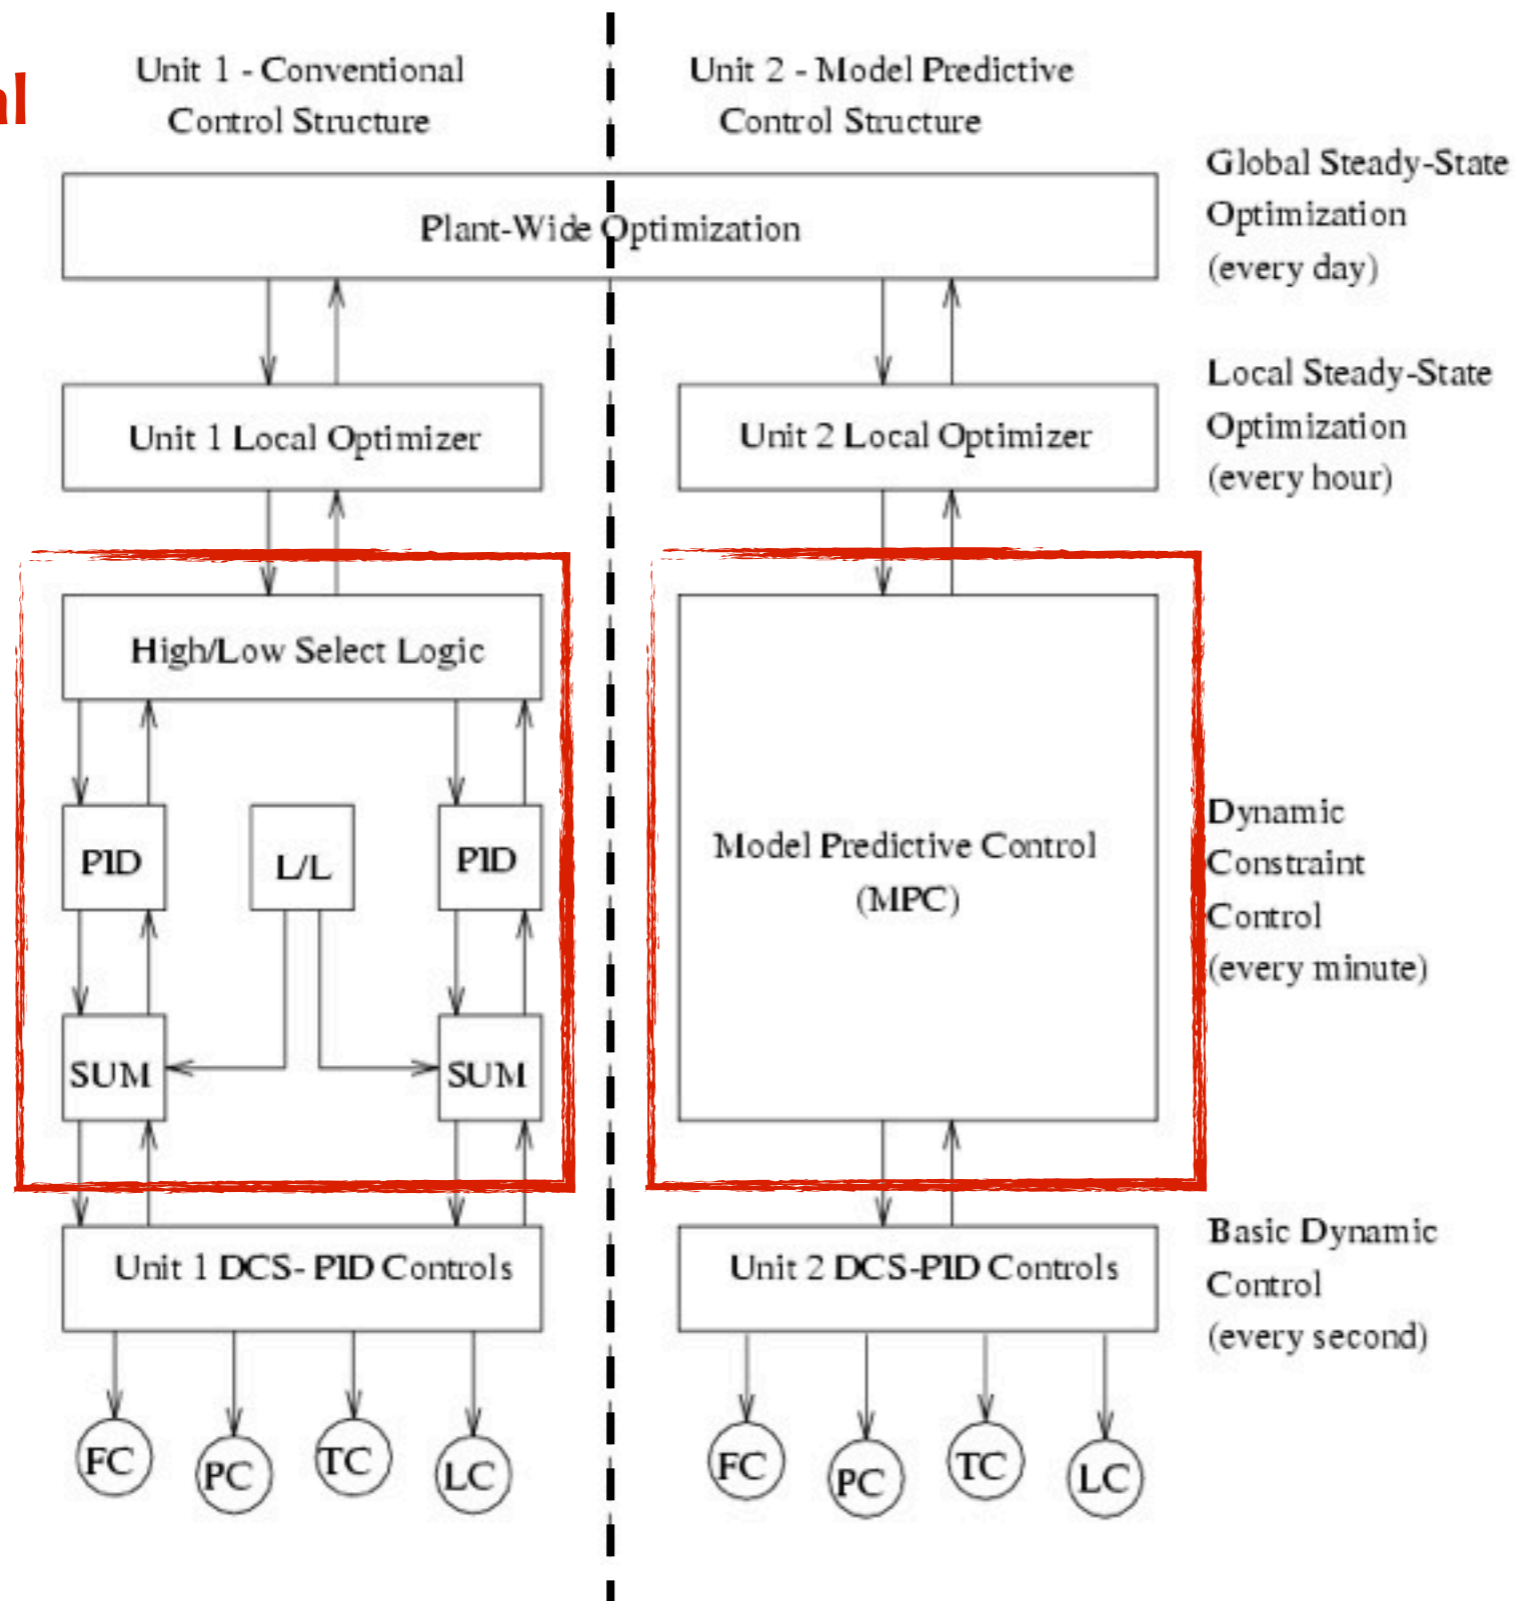 al
Unit 1 - Conventional
Control Structure
Unit 2 - Model Predictive
Control Structure
Plant-Wide Optimization
Global Steady-State
Optimization
(every day)
Unit 1 Local Optimizer
Unit 2 Local Optimizer
Local Steady-State
Optimization
(every hour)
High/Low Select Logic
PID
L/L
PID
SUM
SUM
Model Predictive Control
(MPC)
Dynamic
Constraint
Control
(every minute)
Unit 1 DCS- PID Controls
Unit 2 DCS-PID Controls
Basic Dynamic
Control
(every second)
FC
PC
TC
LC
FC
PC
TC
LC